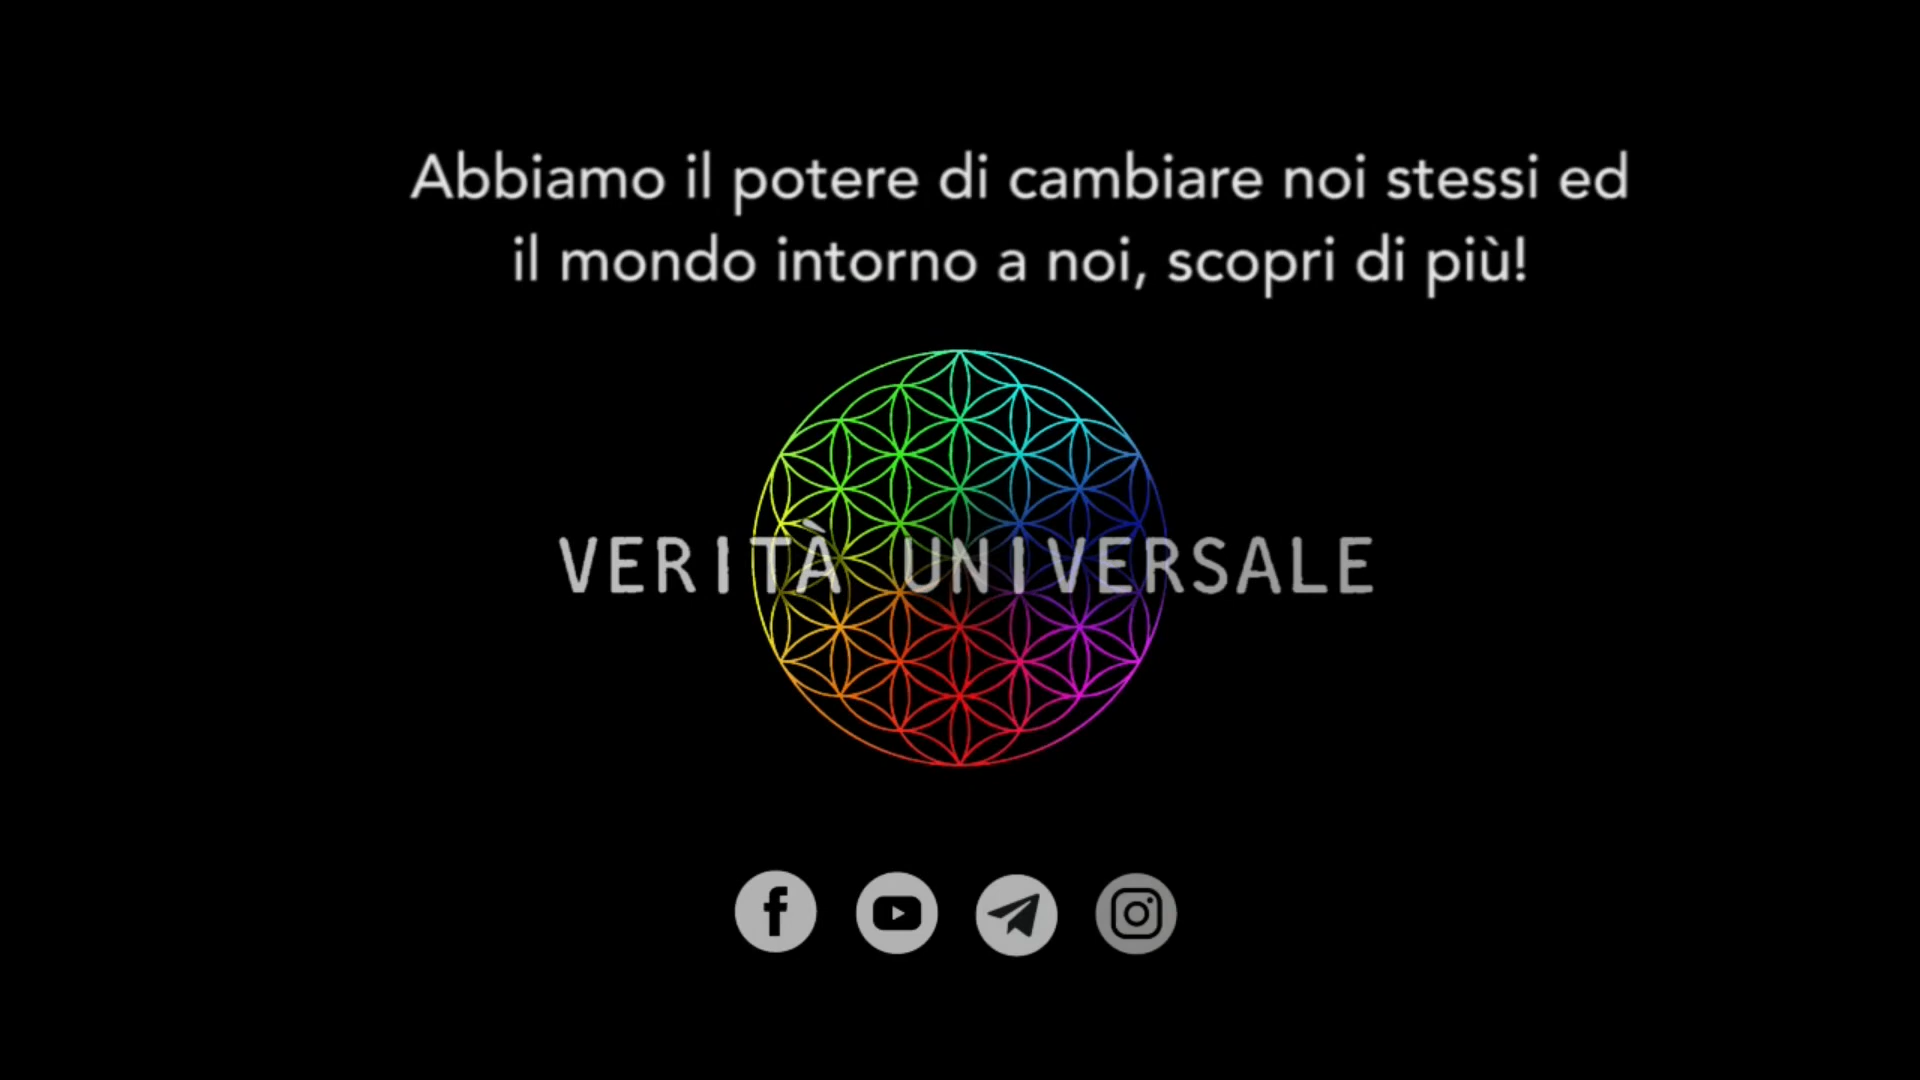 Abbiamo il potere di cambiare noi stessi ed
il mondo intorno a noi, scopri di più!
VERITÀ UNIVERSALE